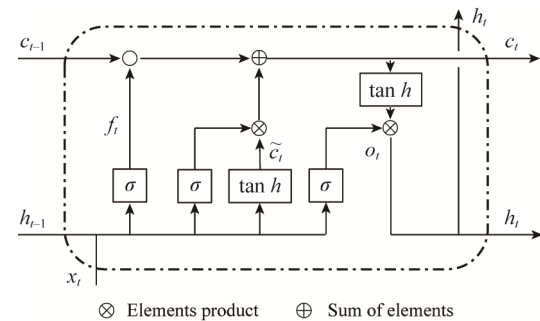 h_t
c_{t-1}
c_t
tan h
f_t
c̃_t
o_t
σ
σ
tan h
σ
h_{t-1}
h_t
x_t
⊗ Elements product ⊕ Sum of elements